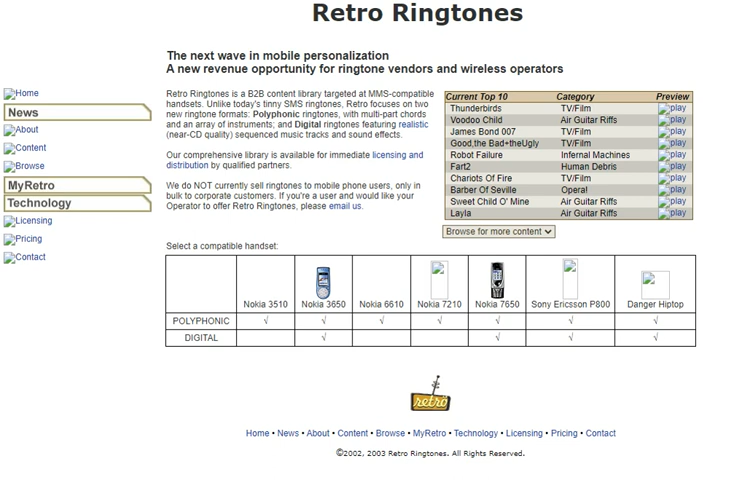 Retro Ringtones
The next wave in mobile personalization
A new revenue opportunity for ringtone vendors and wireless operators
Home
News
About
Content
Browse
MyRetro
Technology
Licensing
Pricing
Contact
Retro Ringtones is a B2B content library targeted at MMS-compatible
handsets. Unlike today's tinny SMS ringtones, Retro focuses on two
new ringtone formats: Polyphonic ringtones, with multi-part chords
and an array of instruments; and Digital ringtones featuring realistic
(near-CD quality) sequenced music tracks and sound effects.
Our comprehensive library is available for immediate licensing and
distribution by qualified partners.
We do NOT currently sell ringtones to mobile phone users, only in
bulk to corporate customers. If you're a user and would like your
Operator to offer Retro Ringtones, please email us.
Current Top 10 Category Preview
Thunderbirds TV/Film play
Voodoo Child Air Guitar Riffs play
James Bond 007 TV/Film play
Good,the Bad+theUgly TV/Film play
Robot Failure Infernal Machines play
Fart2 Human Debris play
Chariots Of Fire TV/Film play
Barber Of Seville Opera! play
Sweet Child O' Mine Air Guitar Riffs play
Layla Air Guitar Riffs play
Browse for more content
Select a compatible handset:
Nokia 3510 Nokia 3650 Nokia 6610 Nokia 7210 Nokia 7650 Sony Ericsson P800 Danger Hiptop
POLYPHONIC √ √ √ √ √ √ √
DIGITAL √ √ √ √
retro
Home • News • About • Content • Browse • MyRetro • Technology • Licensing • Pricing • Contact
©2002, 2003 Retro Ringtones. All Rights Reserved.